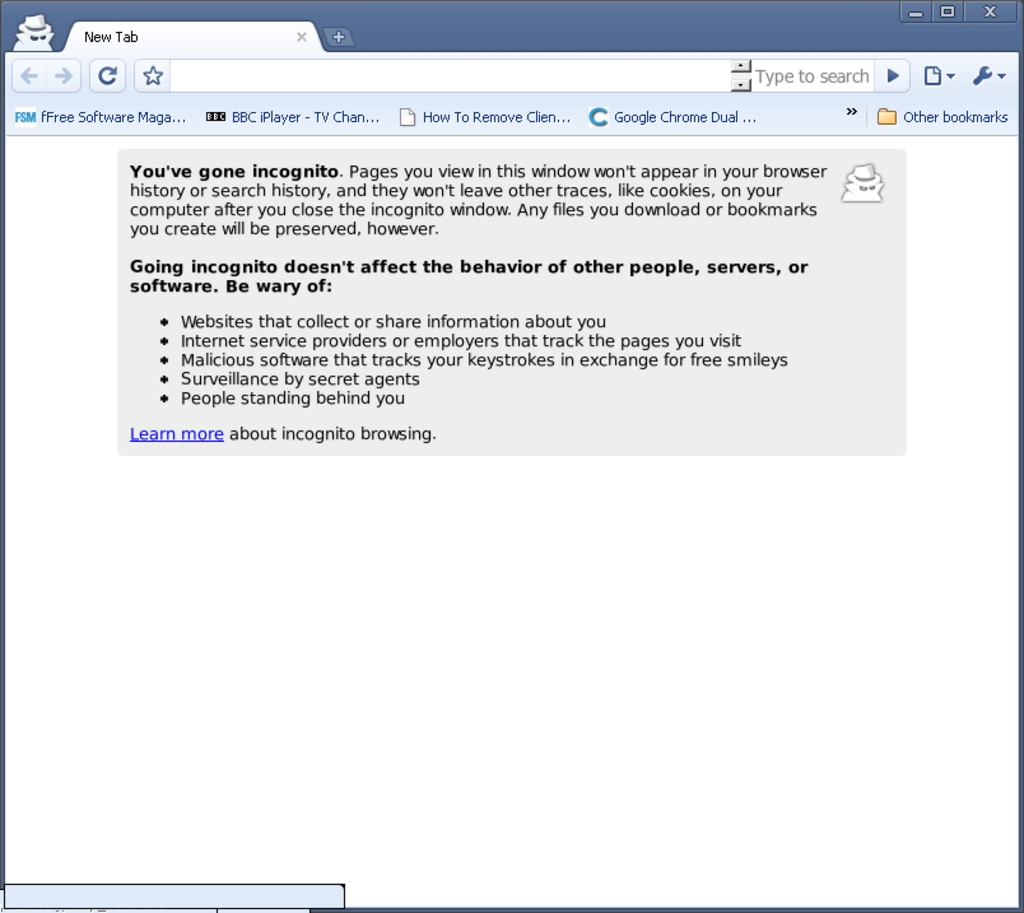 New Tab
Type to search
FSM fFree Software Maga... BBC BBC iPlayer - TV Chan... How To Remove Clien... Google Chrome Dual ... » Other bookmarks
You've gone incognito. Pages you view in this window won't appear in your browser
history or search history, and they won't leave other traces, like cookies, on your
computer after you close the incognito window. Any files you download or bookmarks
you create will be preserved, however.
Going incognito doesn't affect the behavior of other people, servers, or
software. Be wary of:
• Websites that collect or share information about you
• Internet service providers or employers that track the pages you visit
• Malicious software that tracks your keystrokes in exchange for free smileys
• Surveillance by secret agents
• People standing behind you
Learn more about incognito browsing.